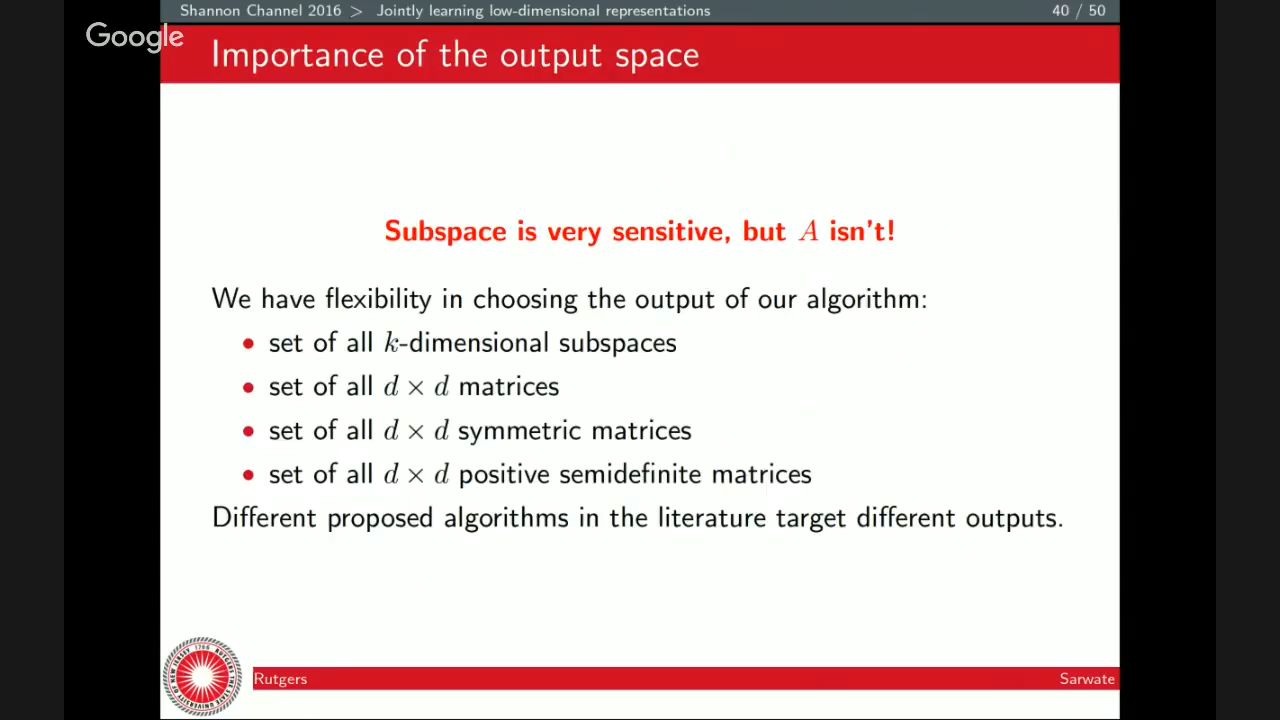 Shannon Channel 2016 > Jointly learning low-dimensional representations 40 / 50
Google
Importance of the output space
Subspace is very sensitive, but A isn't!
We have flexibility in choosing the output of our algorithm:
• set of all k-dimensional subspaces
• set of all d × d matrices
• set of all d × d symmetric matrices
• set of all d × d positive semidefinite matrices
Different proposed algorithms in the literature target different outputs.
1766
Rutgers Sarwate